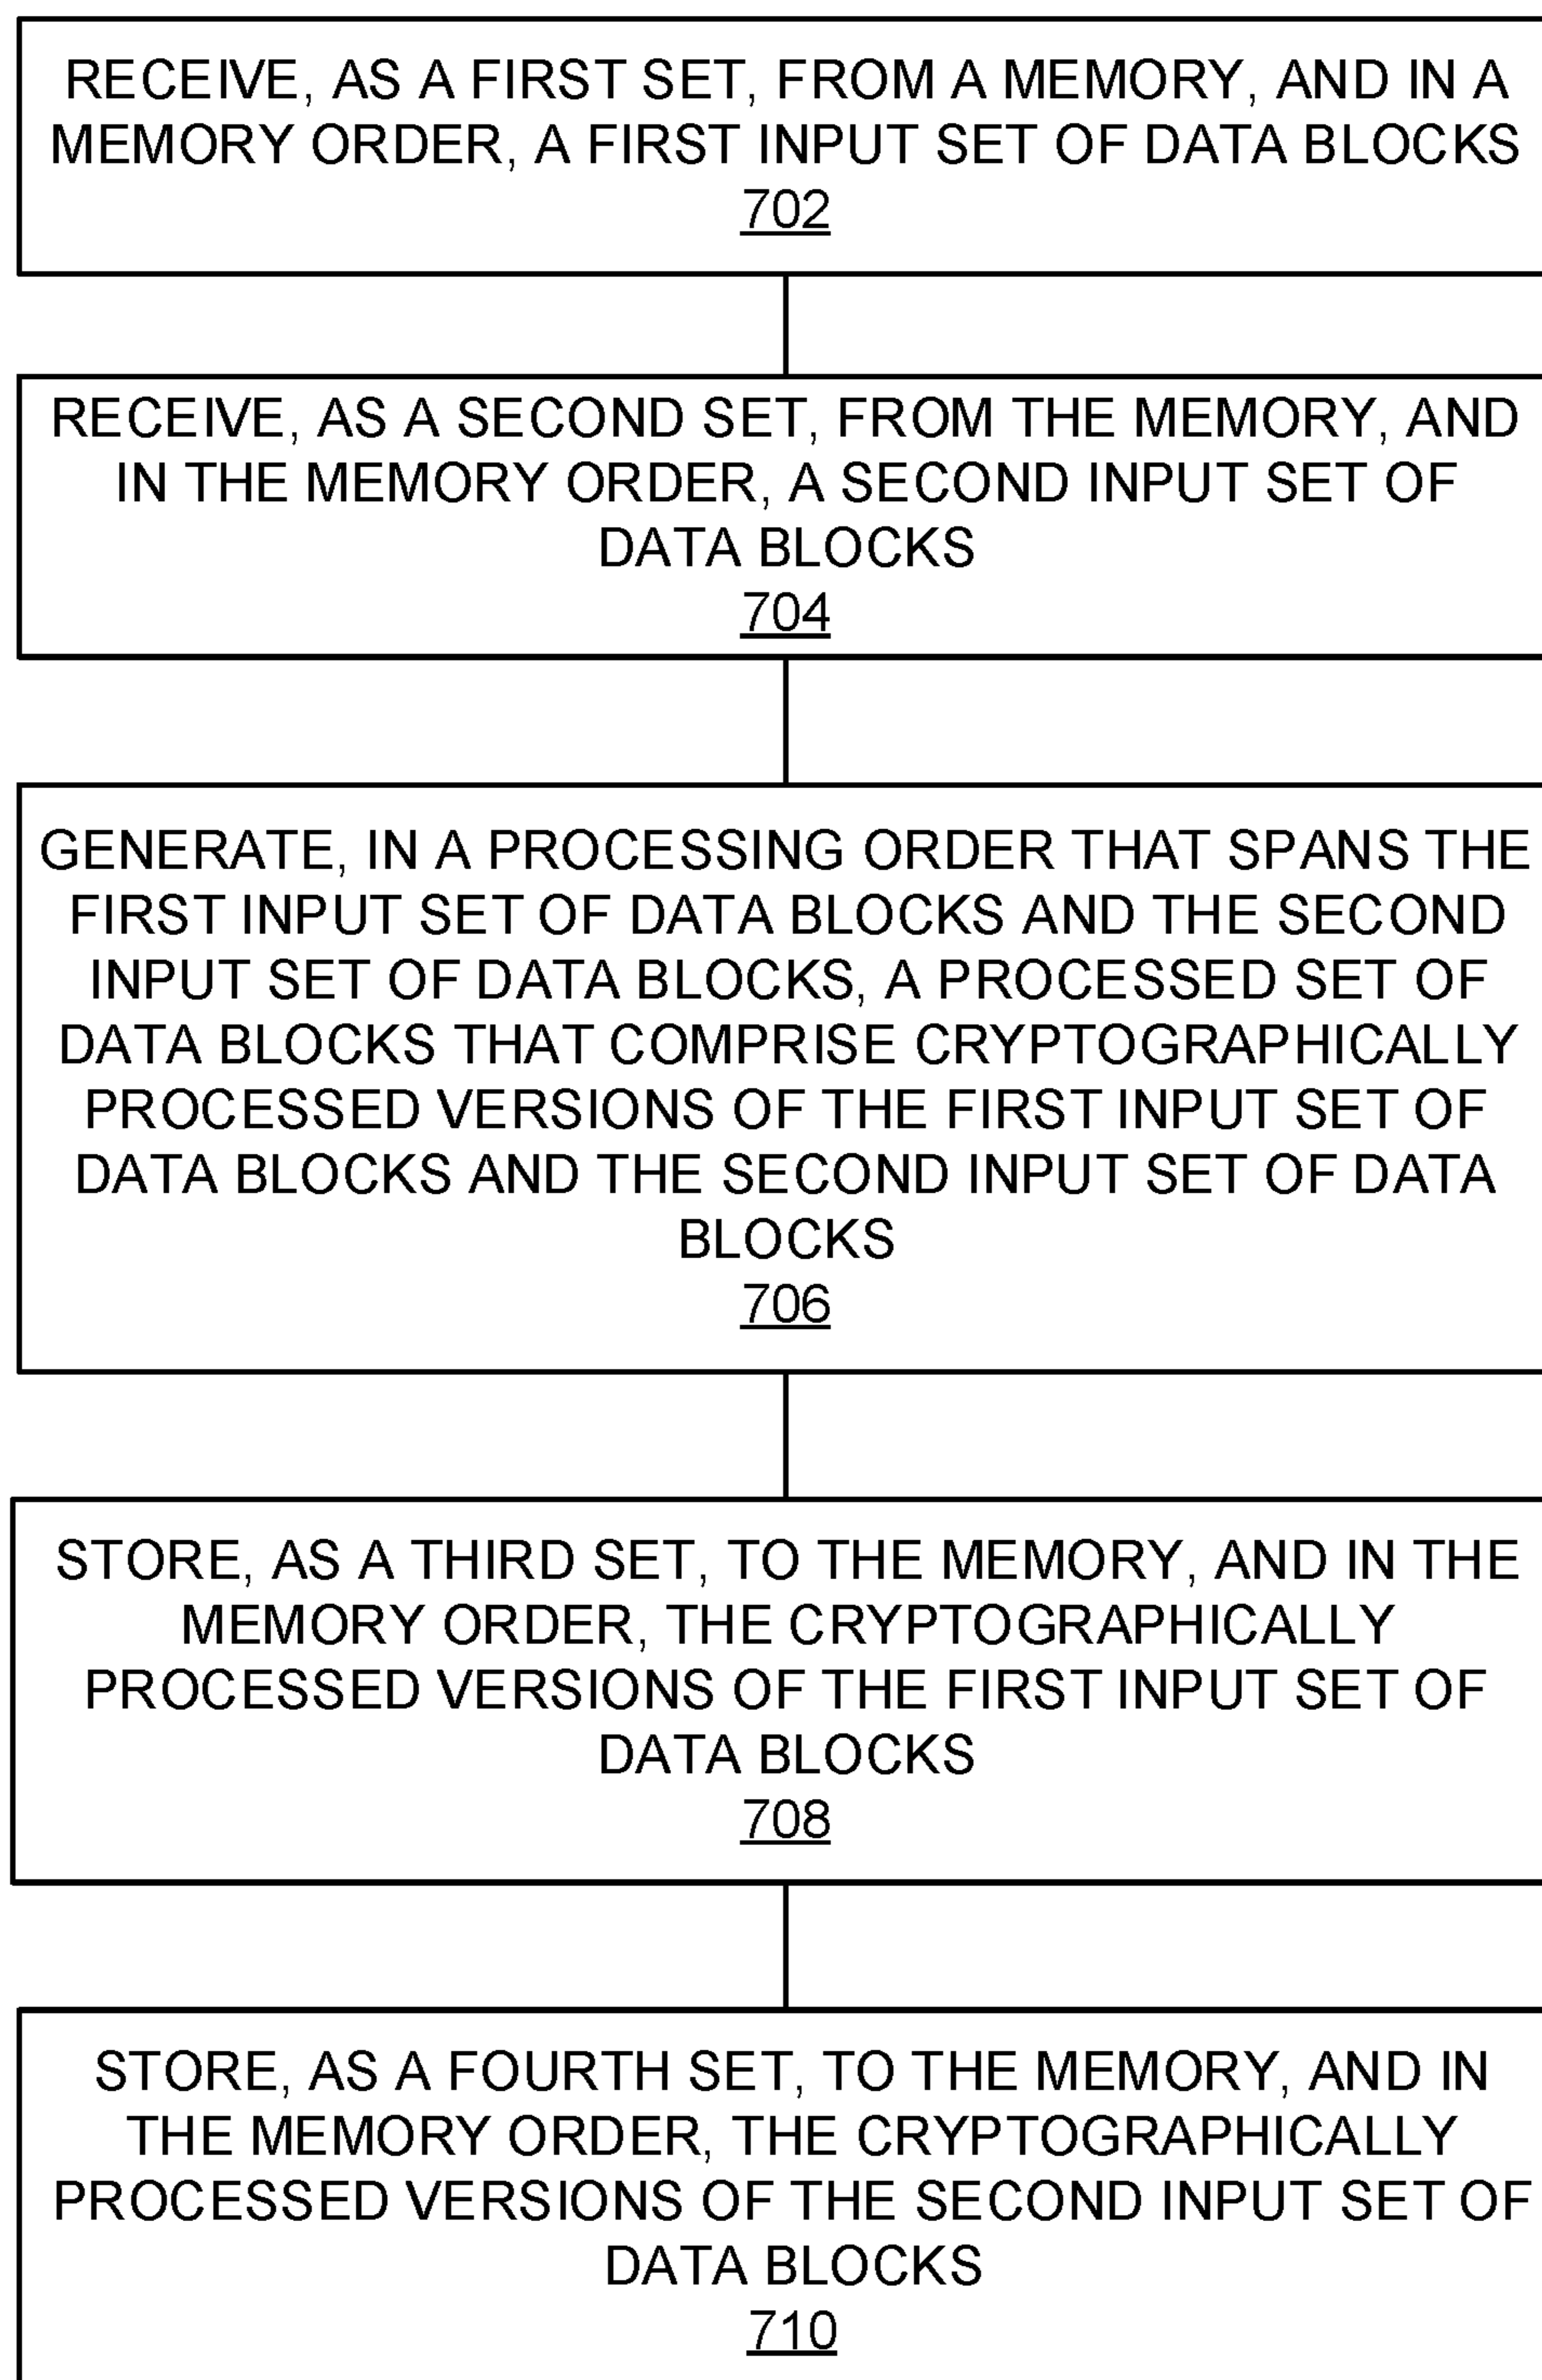 RECEIVE, AS A FIRST SET, FROM A MEMORY, AND IN A
MEMORY ORDER, A FIRST INPUT SET OF DATA BLOCKS
702
RECEIVE, AS A SECOND SET, FROM THE MEMORY, AND
IN THE MEMORY ORDER, A SECOND INPUT SET OF
DATA BLOCKS
704
GENERATE, IN A PROCESSING ORDER THAT SPANS THE
FIRST INPUT SET OF DATA BLOCKS AND THE SECOND
INPUT SET OF DATA BLOCKS, A PROCESSED SET OF
DATA BLOCKS THAT COMPRISE CRYPTOGRAPHICALLY
PROCESSED VERSIONS OF THE FIRST INPUT SET OF
DATA BLOCKS AND THE SECOND INPUT SET OF DATA
BLOCKS
706
STORE, AS A THIRD SET, TO THE MEMORY, AND IN THE
MEMORY ORDER, THE CRYPTOGRAPHICALLY
PROCESSED VERSIONS OF THE FIRST INPUT SET OF
DATA BLOCKS
708
STORE, AS A FOURTH SET, TO THE MEMORY, AND IN
THE MEMORY ORDER, THE CRYPTOGRAPHICALLY
PROCESSED VERSIONS OF THE SECOND INPUT SET OF
DATA BLOCKS
710